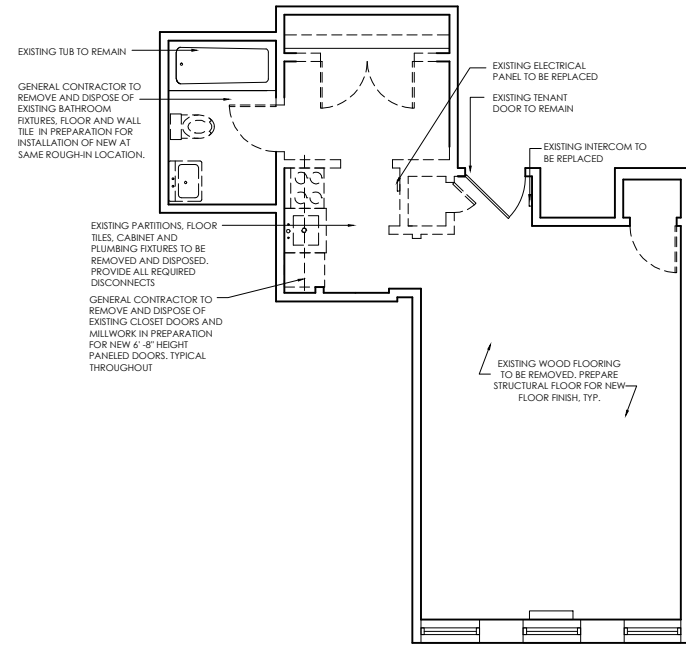 EXISTING TUB TO REMAIN
GENERAL CONTRACTOR TO
REMOVE AND DISPOSE OF
EXISTING BATHROOM
FIXTURES, FLOOR AND WALL
TILE IN PREPARATION FOR
INSTALLATION OF NEW AT
SAME ROUGH-IN LOCATION.
EXISTING PARTITIONS, FLOOR
TILES, CABINET AND
PLUMBING FIXTURES TO BE
REMOVED AND DISPOSED.
PROVIDE ALL REQUIRED
DISCONNECTS
GENERAL CONTRACTOR TO
REMOVE AND DISPOSE OF
EXISTING CLOSET DOORS AND
MILLWORK IN PREPARATION
FOR NEW 6' -8" HEIGHT
PANELED DOORS. TYPICAL
THROUGHOUT
EXISTING ELECTRICAL
PANEL TO BE REPLACED
EXISTING TENANT
DOOR TO REMAIN
EXISTING INTERCOM TO
BE REPLACED
EXISTING WOOD FLOORING
TO BE REMOVED. PREPARE
STRUCTURAL FLOOR FOR NEW
FLOOR FINISH, TYP.